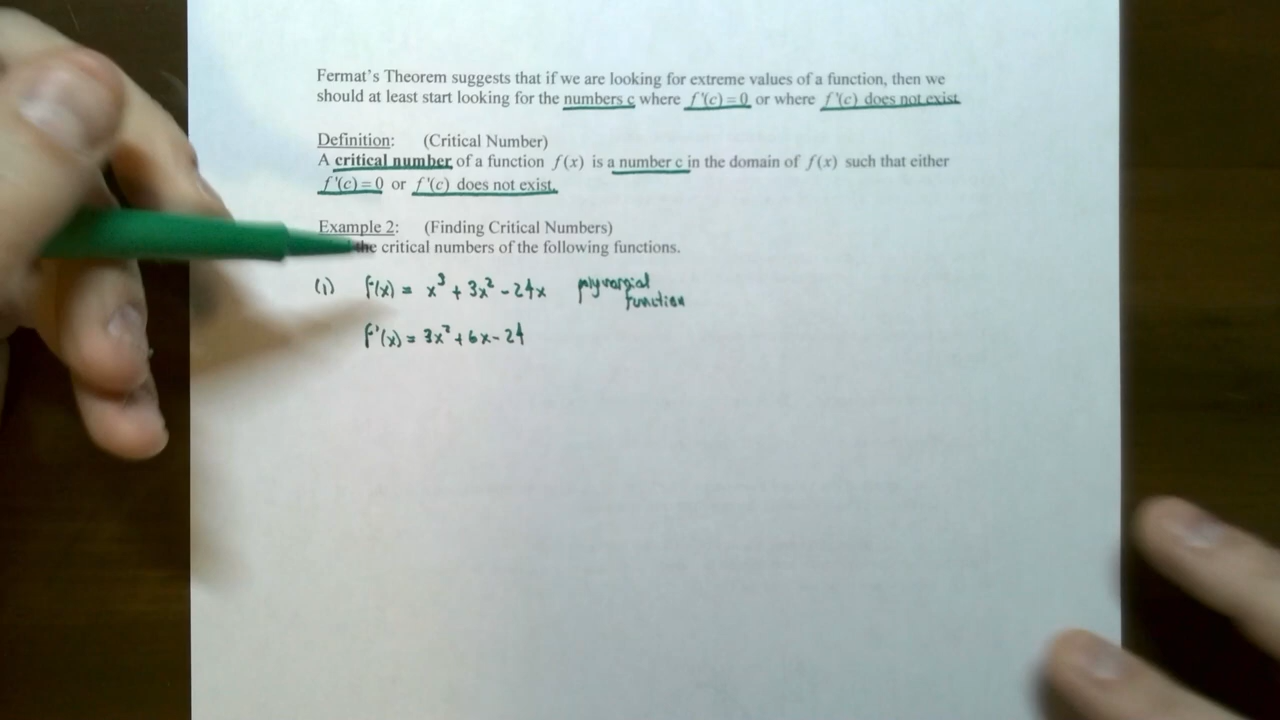 Fermat's Theorem suggests that if we are looking for extreme values of a function, then we
should at least start looking for the numbers c where f'(c) = 0 or where f'(c) does not exist.
Definition: (Critical Number)
A critical number of a function f(x) is a number c in the domain of f(x) such that either
f'(c) = 0 or f'(c) does not exist.
Example 2: (Finding Critical Numbers)
the critical numbers of the following functions.
(1) f(x) = x³ + 3x² - 24x polynomial
function
f'(x) = 3x² + 6x - 24